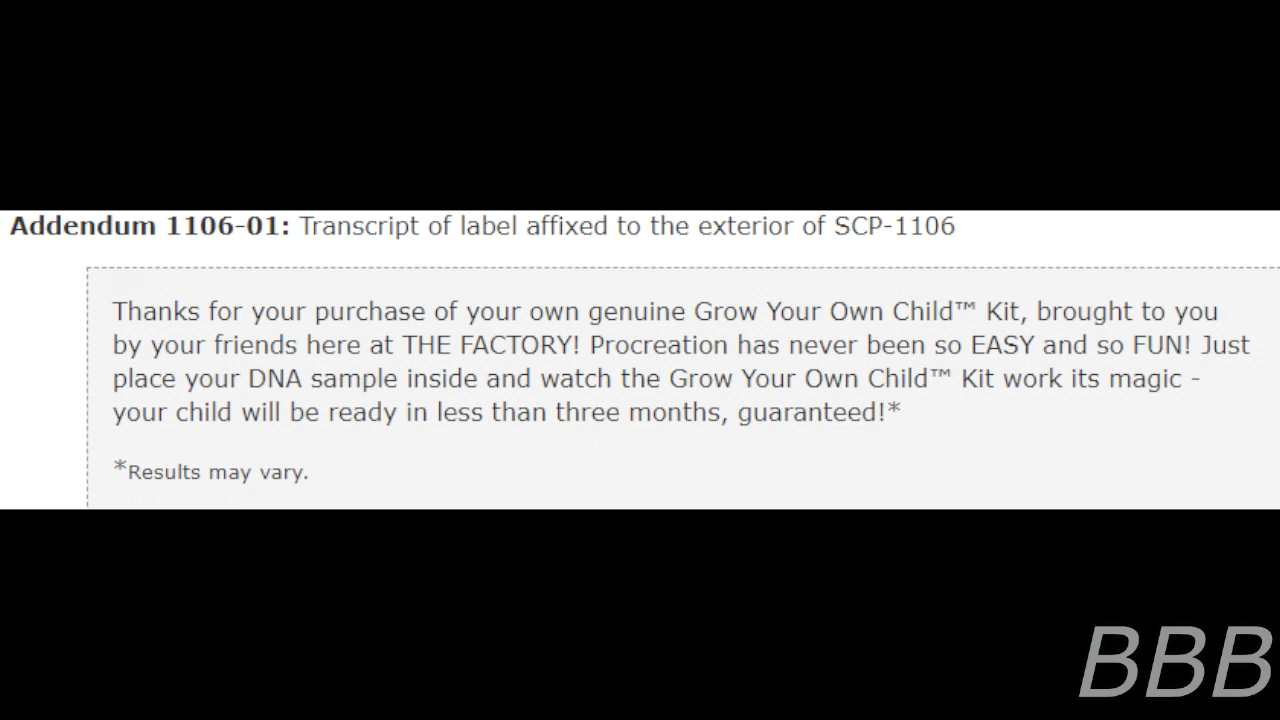 Addendum 1106-01: Transcript of label affixed to the exterior of SCP-1106
Thanks for your purchase of your own genuine Grow Your Own Child™ Kit, brought to you
by your friends here at THE FACTORY! Procreation has never been so EASY and so FUN! Just
place your DNA sample inside and watch the Grow Your Own Child™ Kit work its magic -
your child will be ready in less than three months, guaranteed!*
*Results may vary.
BBB